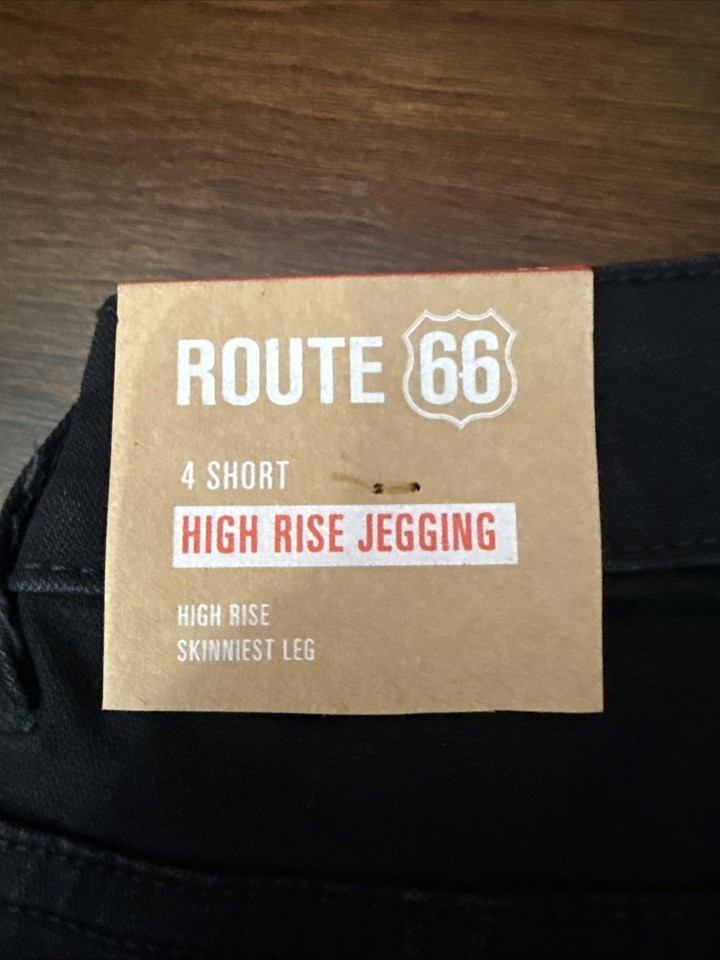 ROUTE 66
4 SHORT
HIGH RISE JEGGING
HIGH RISE
SKINNIEST LEG